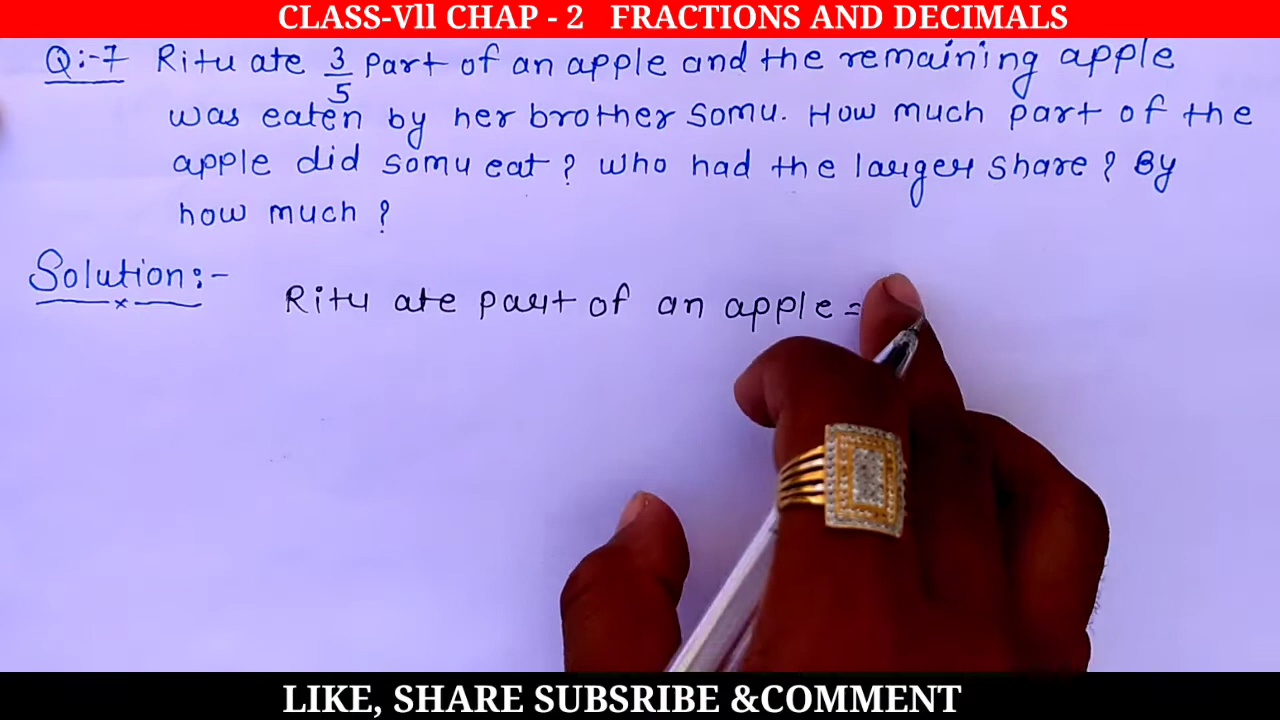 CLASS-Vll CHAP - 2 FRACTIONS AND DECIMALS
Q:-7 Ritu ate 3/5 part of an apple and the remaining apple
was eaten by her brother somu. How much part of the
apple did somu eat ? Who had the larger share ? By
how much ?
Solution:-
Ritu ate part of an apple =
LIKE, SHARE SUBSRIBE &COMMENT